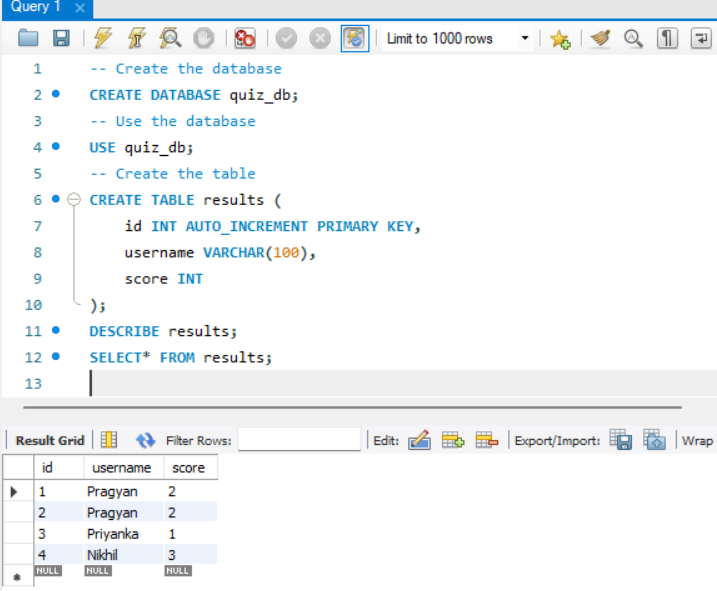 Query 1
Limit to 1000 rows
1 -- Create the database
2 CREATE DATABASE quiz_db;
3 -- Use the database
4 USE quiz_db;
5 -- Create the table
6 CREATE TABLE results (
7 id INT AUTO_INCREMENT PRIMARY KEY,
8 username VARCHAR(100),
9 score INT
10 );
11 DESCRIBE results;
12 SELECT* FROM results;
13
Result Grid Filter Rows: Edit: Export/Import: Wrap
id username score
1 Pragyan 2
2 Pragyan 2
3 Priyanka 1
4 Nikhil 3
NULL NULL NULL